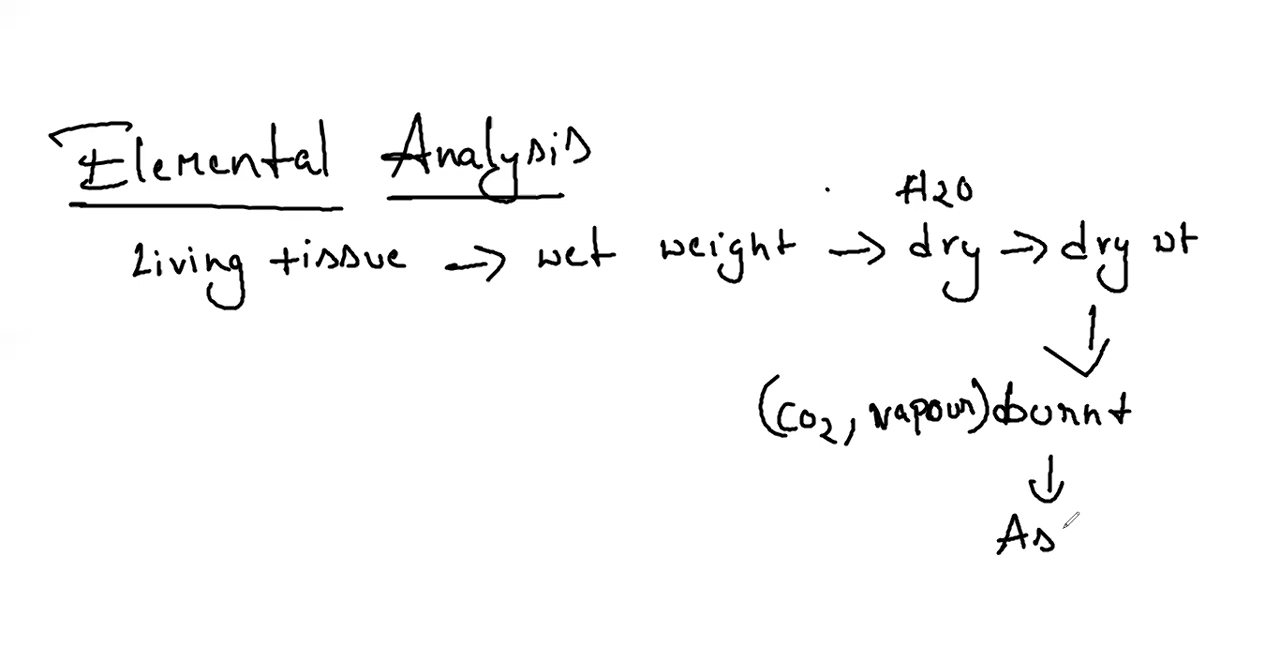 Elemental Analysis
H2O
Living tissue → wet weight → dry → dry wt
↓
(CO2, vapour) burnt
↓
As